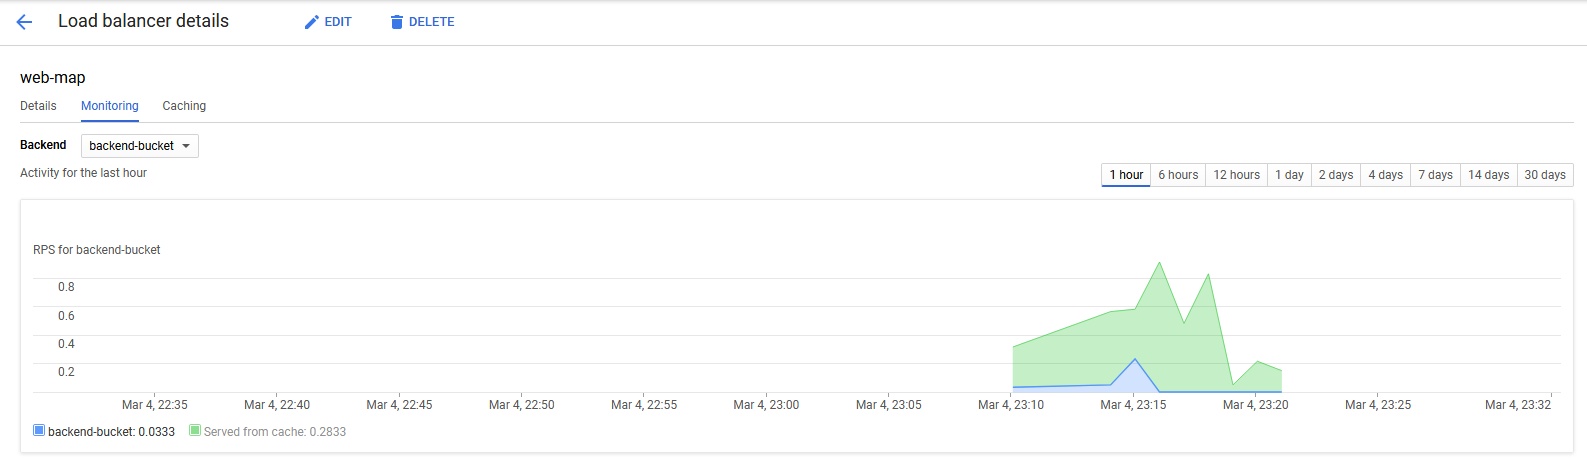 Load balancer details EDIT DELETE
web-map
Details Monitoring Caching
Backend backend-bucket
Activity for the last hour 1 hour 6 hours 12 hours 1 day 2 days 4 days 7 days 14 days 30 days
RPS for backend-bucket
0.8
0.6
0.4
0.2
Mar 4, 22:35 Mar 4, 22:40 Mar 4, 22:45 Mar 4, 22:50 Mar 4, 22:55 Mar 4, 23:00 Mar 4, 23:05 Mar 4, 23:10 Mar 4, 23:15 Mar 4, 23:20 Mar 4, 23:25 Mar 4, 23:32
backend-bucket: 0.0333 Served from cache: 0.2833